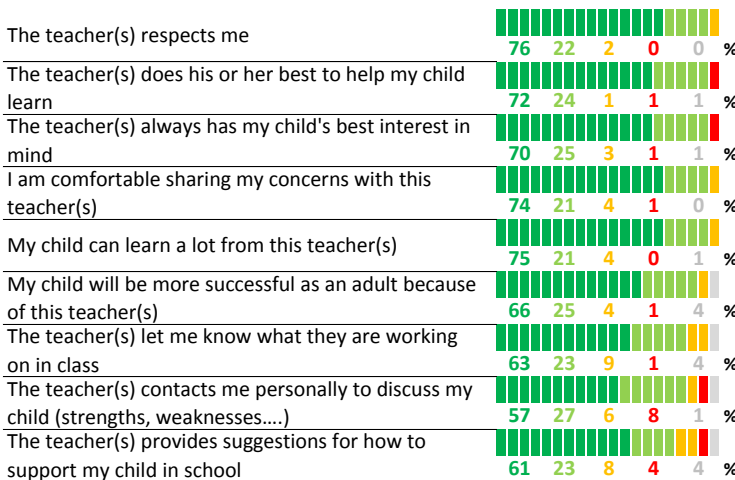 The teacher(s) respects me
76 22 2 0 0 %
The teacher(s) does his or her best to help my child
learn
72 24 1 1 1 %
The teacher(s) always has my child's best interest in
mind
70 25 3 1 1 %
I am comfortable sharing my concerns with this
teacher(s)
74 21 4 1 0 %
My child can learn a lot from this teacher(s)
75 21 4 0 1 %
My child will be more successful as an adult because
of this teacher(s)
66 25 4 1 4 %
The teacher(s) let me know what they are working
on in class
63 23 9 1 4 %
The teacher(s) contacts me personally to discuss my
child (strengths, weaknesses....)
57 27 6 8 1 %
The teacher(s) provides suggestions for how to
support my child in school
61 23 8 4 4 %